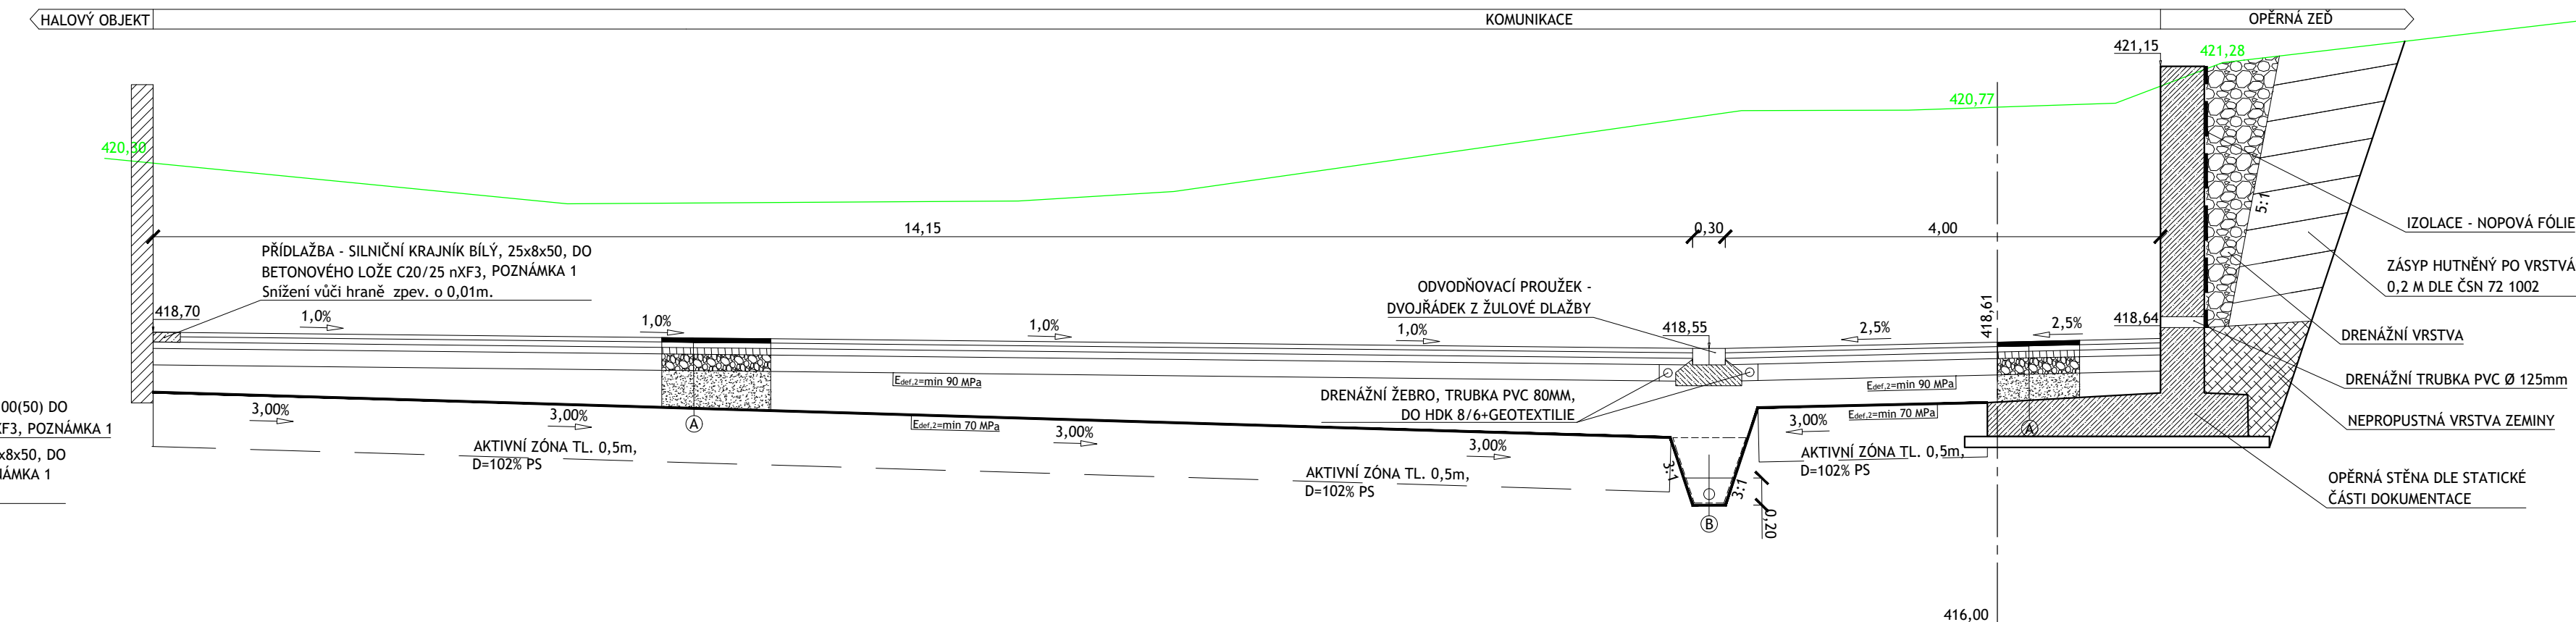 HALOVÝ OBJEKT
KOMUNIKACE
OPĚRNÁ ZEĎ
421,15
421,28
420,77
420,30
14,15
0,30
4,00
5:1
IZOLACE - NOPOVÁ FÓLIE
PŘÍDLAŽBA - SILNIČNÍ KRAJNÍK BÍLÝ, 25x8x50, DO
BETONOVÉHO LOŽE C20/25 nXF3, POZNÁMKA 1
Snížení vůči hraně zpev. o 0,01m.
ZÁSYP HUTNĚNÝ PO VRSTVÁ
0,2 M DLE ČSN 72 1002
ODVODŇOVACÍ PROUŽEK -
DVOJŘÁDEK Z ŽULOVÉ DLAŽBY
418,70
1,0%
1,0%
1,0%
1,0%
418,55
2,5%
418,61
2,5%
418,64
DRENÁŽNÍ VRSTVA
Edef,2=min 90 MPa
Edef,2=min 90 MPa
DRENÁŽNÍ TRUBKA PVC Ø 125mm
DRENÁŽNÍ ŽEBRO, TRUBKA PVC 80MM,
DO HDK 8/6+GEOTEXTILIE
00(50) DO
XF3, POZNÁMKA 1
3,00%
3,00%
A
Edef,2=min 70 MPa
3,00%
3,00%
Edef,2=min 70 MPa
3,00%
A
NEPROPUSTNÁ VRSTVA ZEMINY
x8x50, DO
NÁMKA 1
AKTIVNÍ ZÓNA TL. 0,5m,
D=102% PS
AKTIVNÍ ZÓNA TL. 0,5m,
D=102% PS
AKTIVNÍ ZÓNA TL. 0,5m,
D=102% PS
3:1
3:1
B
0,20
OPĚRNÁ STĚNA DLE STATICKÉ
ČÁSTI DOKUMENTACE
416,00